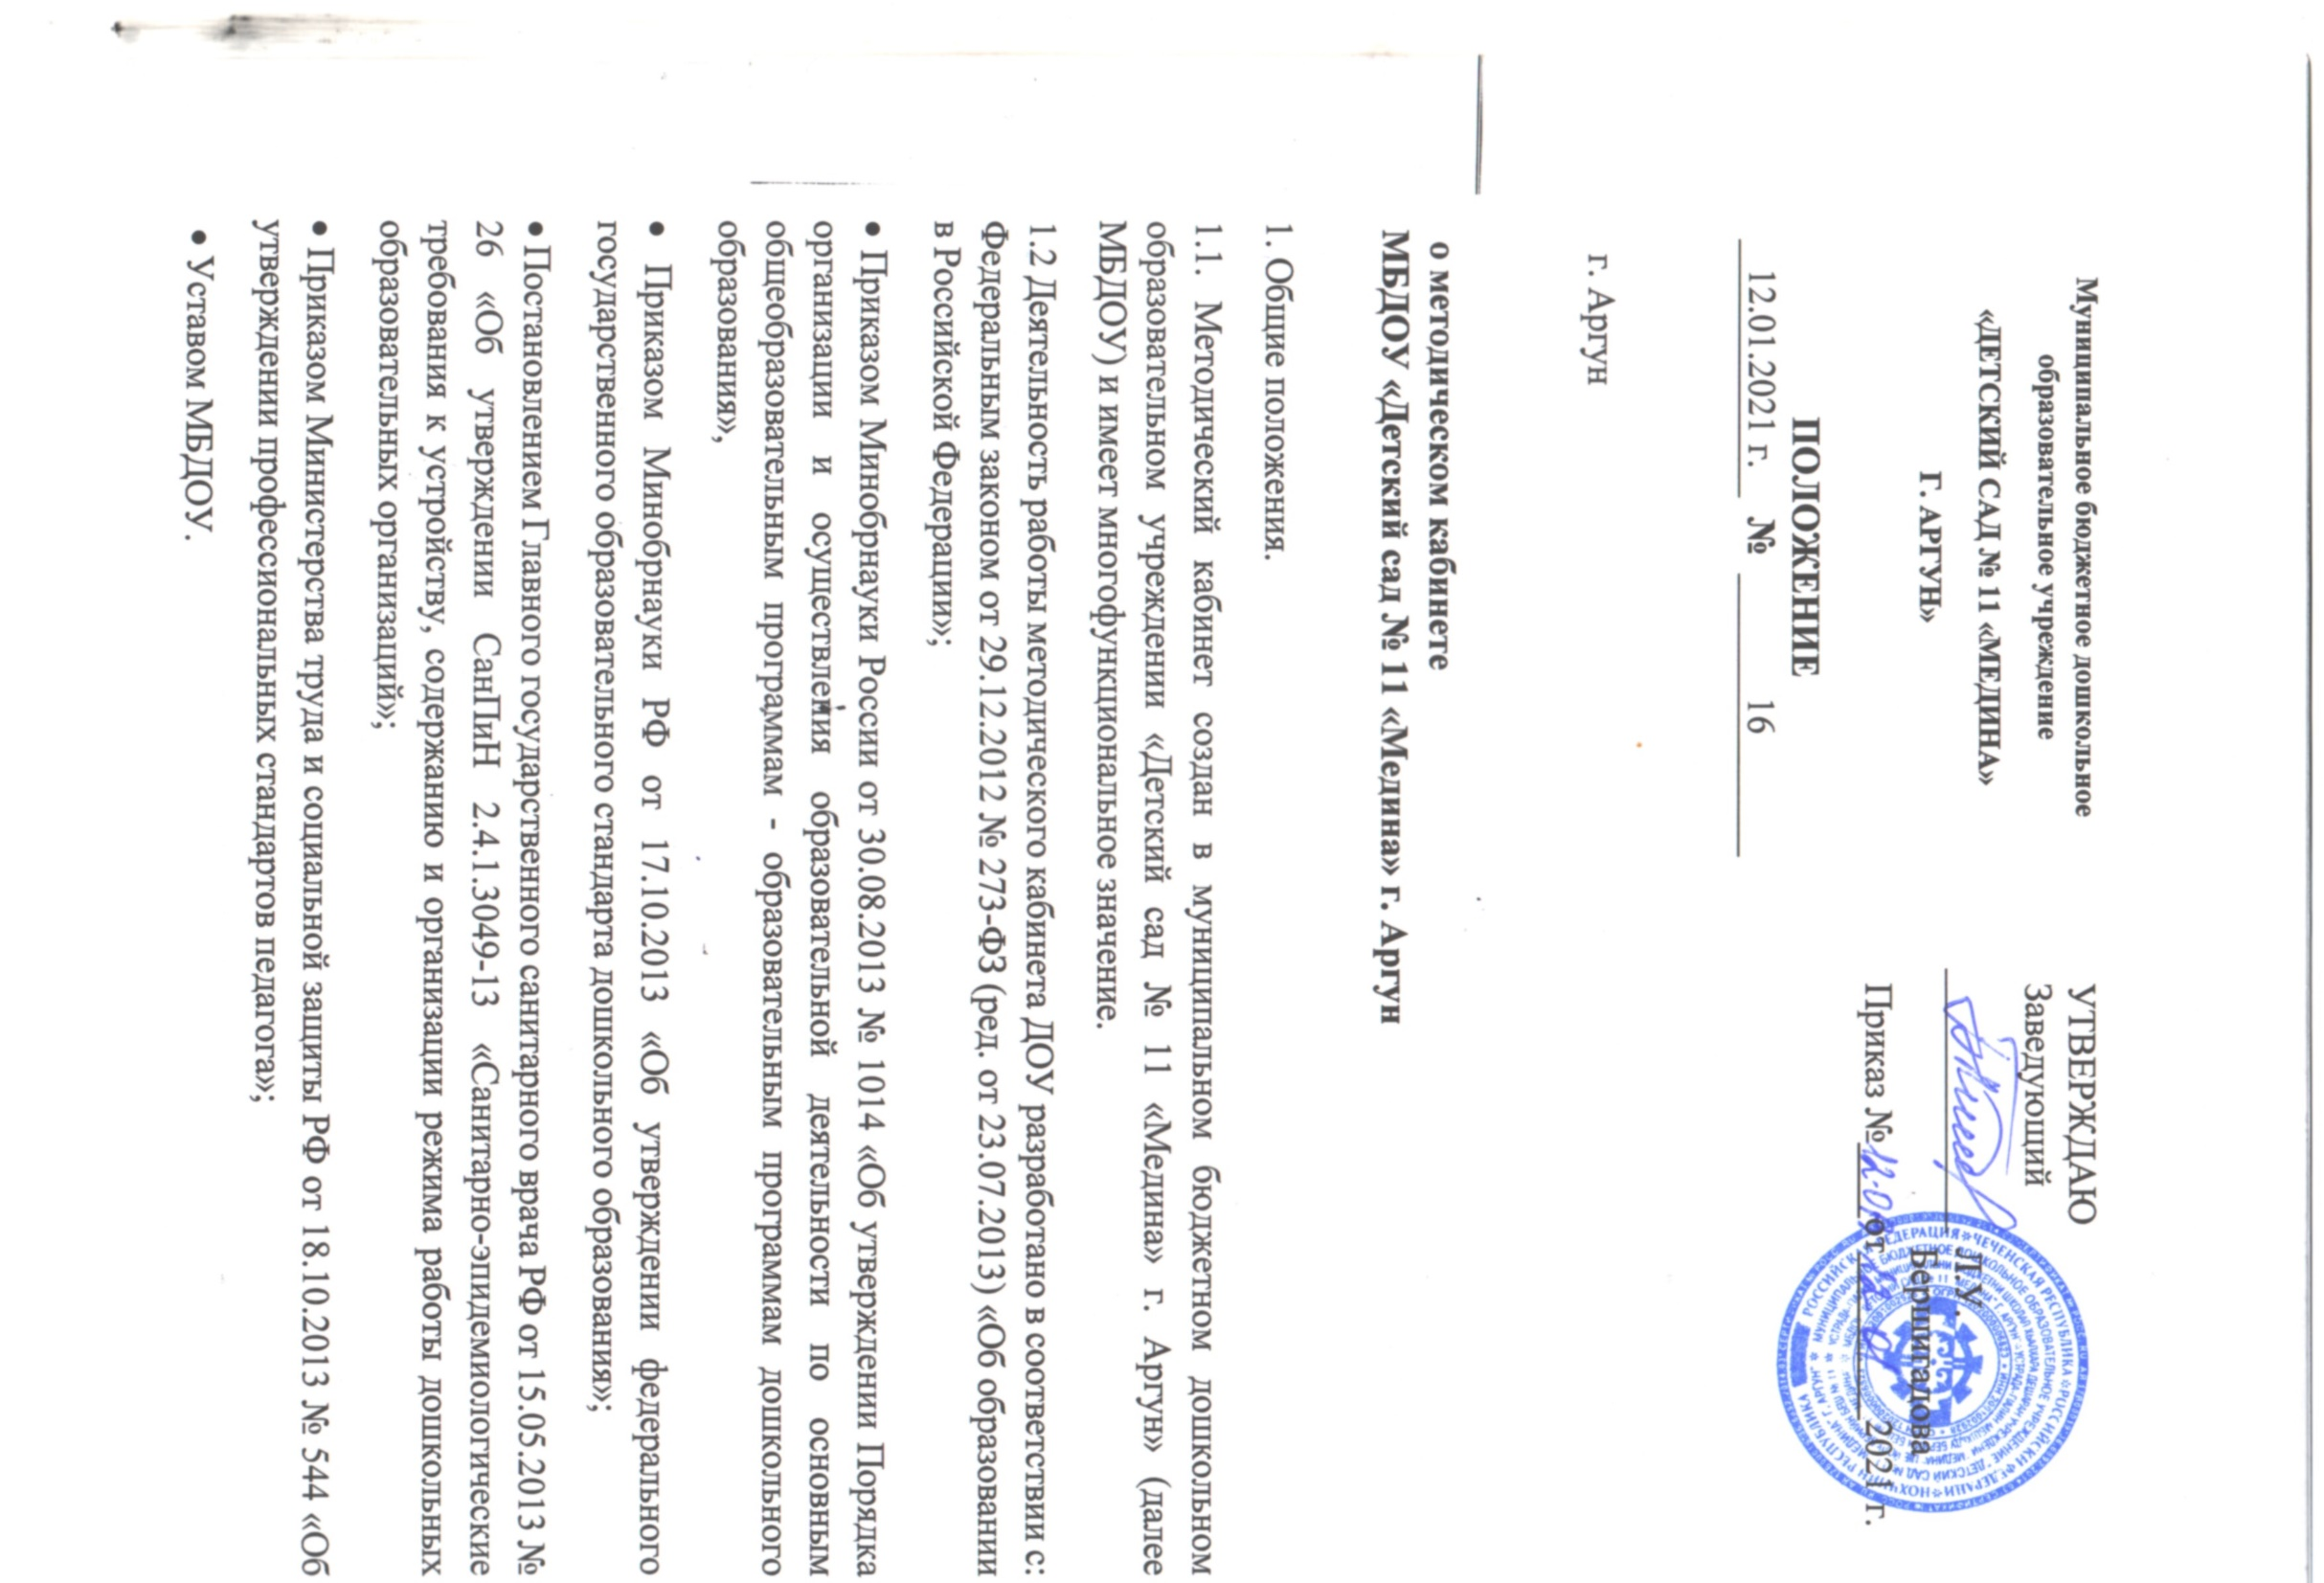 Муниципальное бюджетное дошкольное
образовательное учреждение
«ДЕТСКИЙ САД № 11 «МЕДИНА»
Г. АРГУН»
ПОЛОЖЕНИЕ
12.01.2021 г. № 16
г. Аргун
УТВЕРЖДАЮ
Заведующий
Л.У.
Бершигадова
Приказ № от 2021 г.
о методическом кабинете
МБДОУ «Детский сад № 11 «Медина» г. Аргун
1. Общие положения.
1.1. Методический кабинет создан в муниципальном бюджетном дошкольном
образовательном учреждении «Детский сад № 11 «Медина» г. Аргун» (далее
МБДОУ) и имеет многофункциональное значение.
1.2 Деятельность работы методического кабинета ДОУ разработано в соответствии с:
Федеральным законом от 29.12.2012 № 273-ФЗ (ред. от 23.07.2013) «Об образовании
в Российской Федерации»;
• Приказом Минобрнауки России от 30.08.2013 № 1014 «Об утверждении Порядка
организации и осуществления образовательной деятельности по основным
общеобразовательным программам - образовательным программам дошкольного
образования»,
• Приказом Минобрнауки РФ от 17.10.2013 «Об утверждении федерального
государственного образовательного стандарта дошкольного образования»;
• Постановлением Главного государственного санитарного врача РФ от 15.05.2013 №
26 «Об утверждении СанПиН 2.4.1.3049-13 «Санитарно-эпидемиологические
требования к устройству, содержанию и организации режима работы дошкольных
образовательных организаций»;
• Приказом Министерства труда и социальной защиты РФ от 18.10.2013 № 544 «Об
утверждении профессиональных стандартов педагога»;
• Уставом МБДОУ.